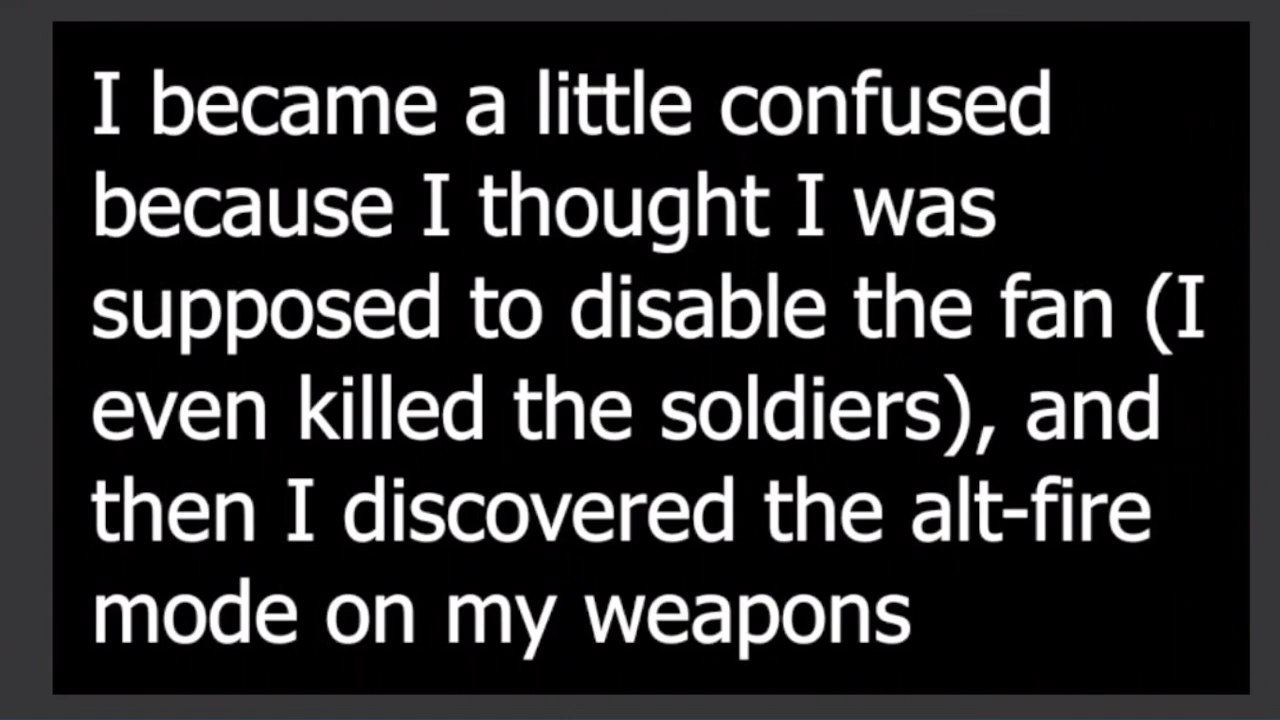 I became a little confused
because I thought I was
supposed to disable the fan (I
even killed the soldiers), and
then I discovered the alt-fire
mode on my weapons